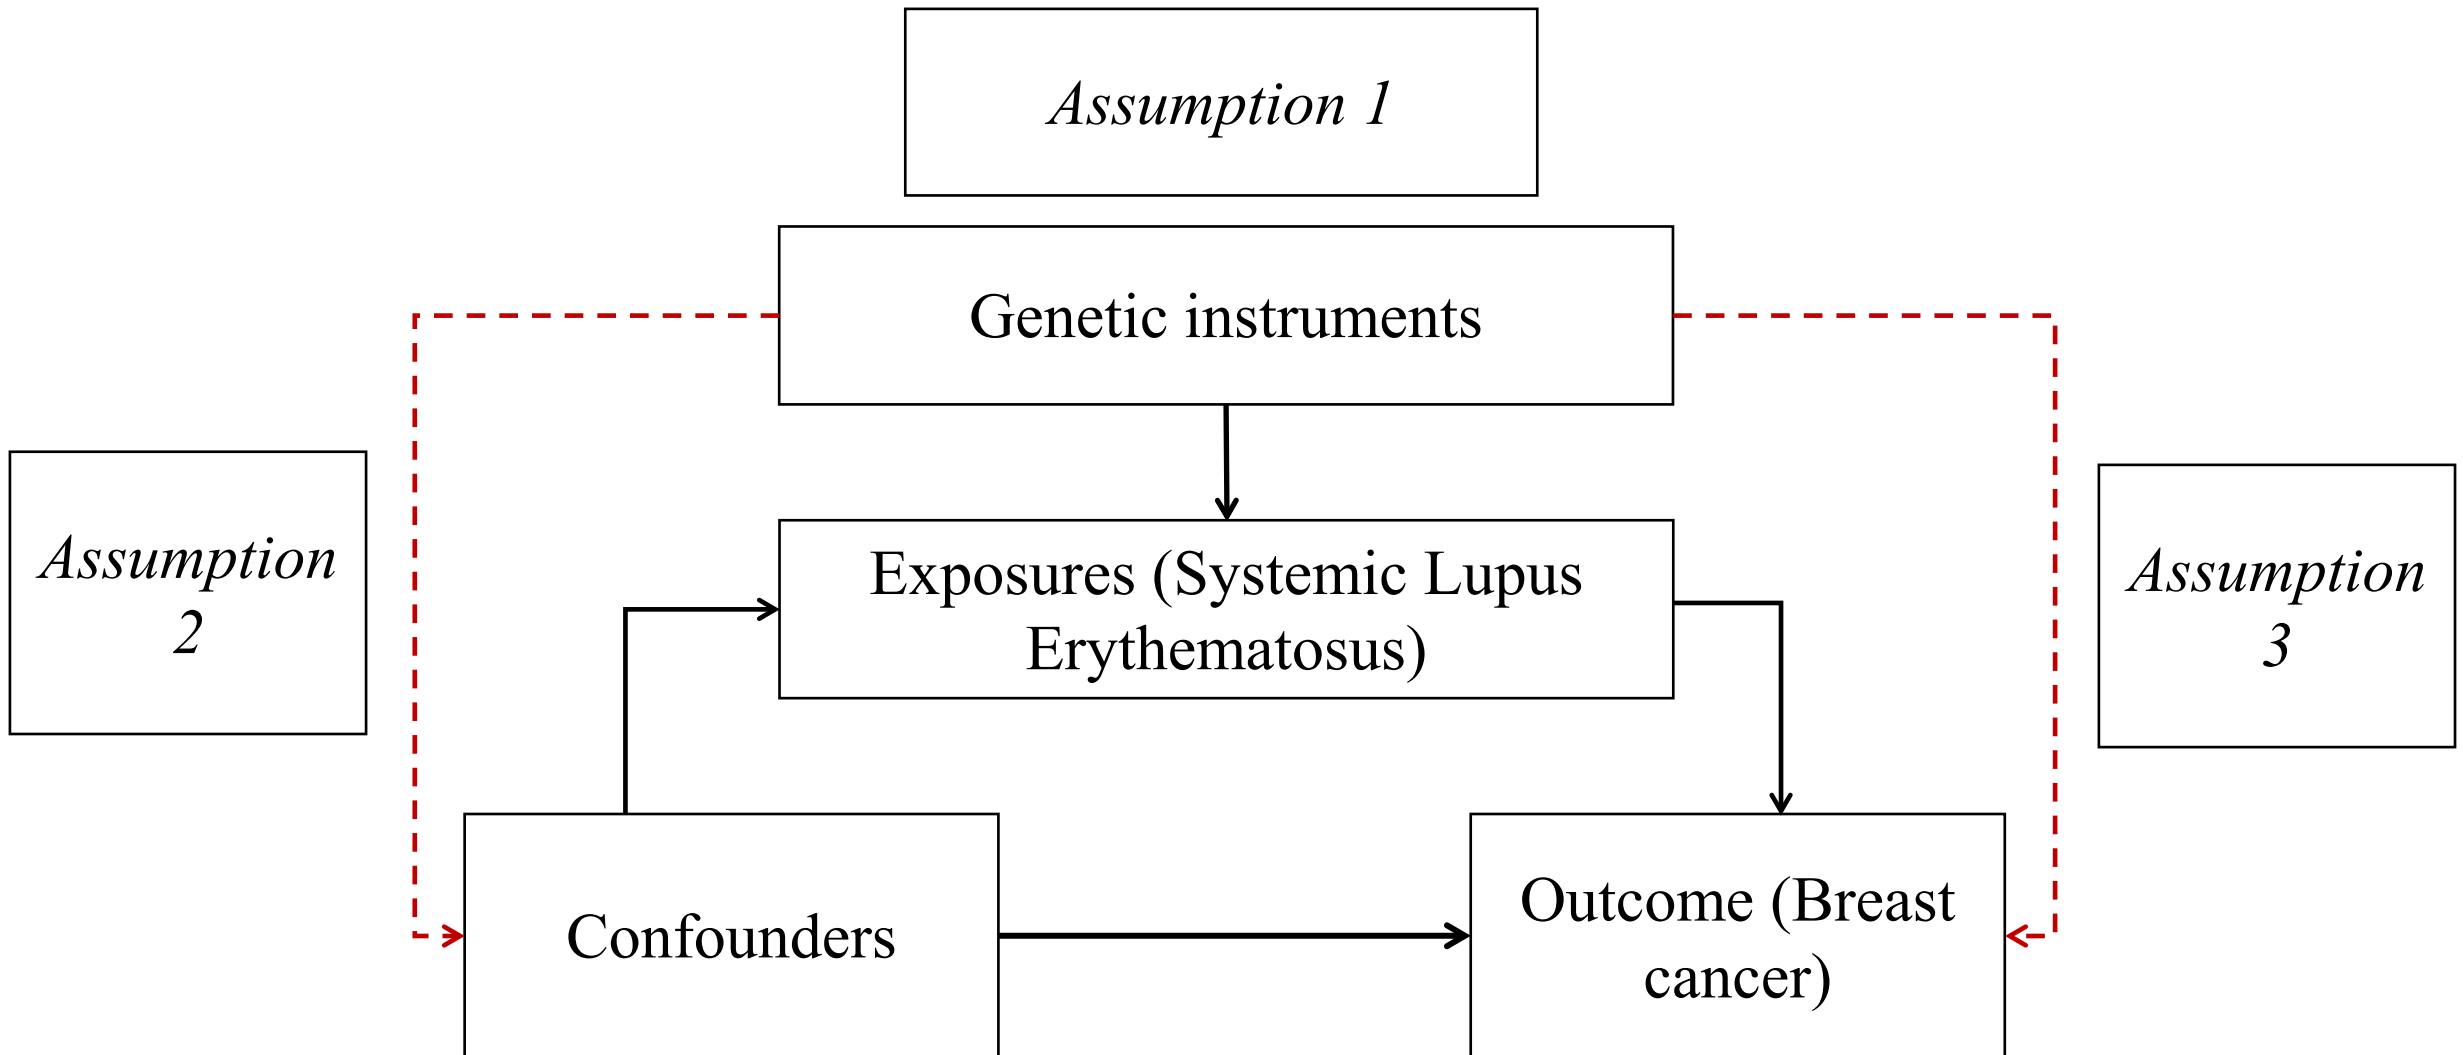 Assumption 1
Genetic instruments
Assumption
2
Exposures (Systemic Lupus
Erythematosus)
Assumption
3
Confounders
Outcome (Breast
cancer)